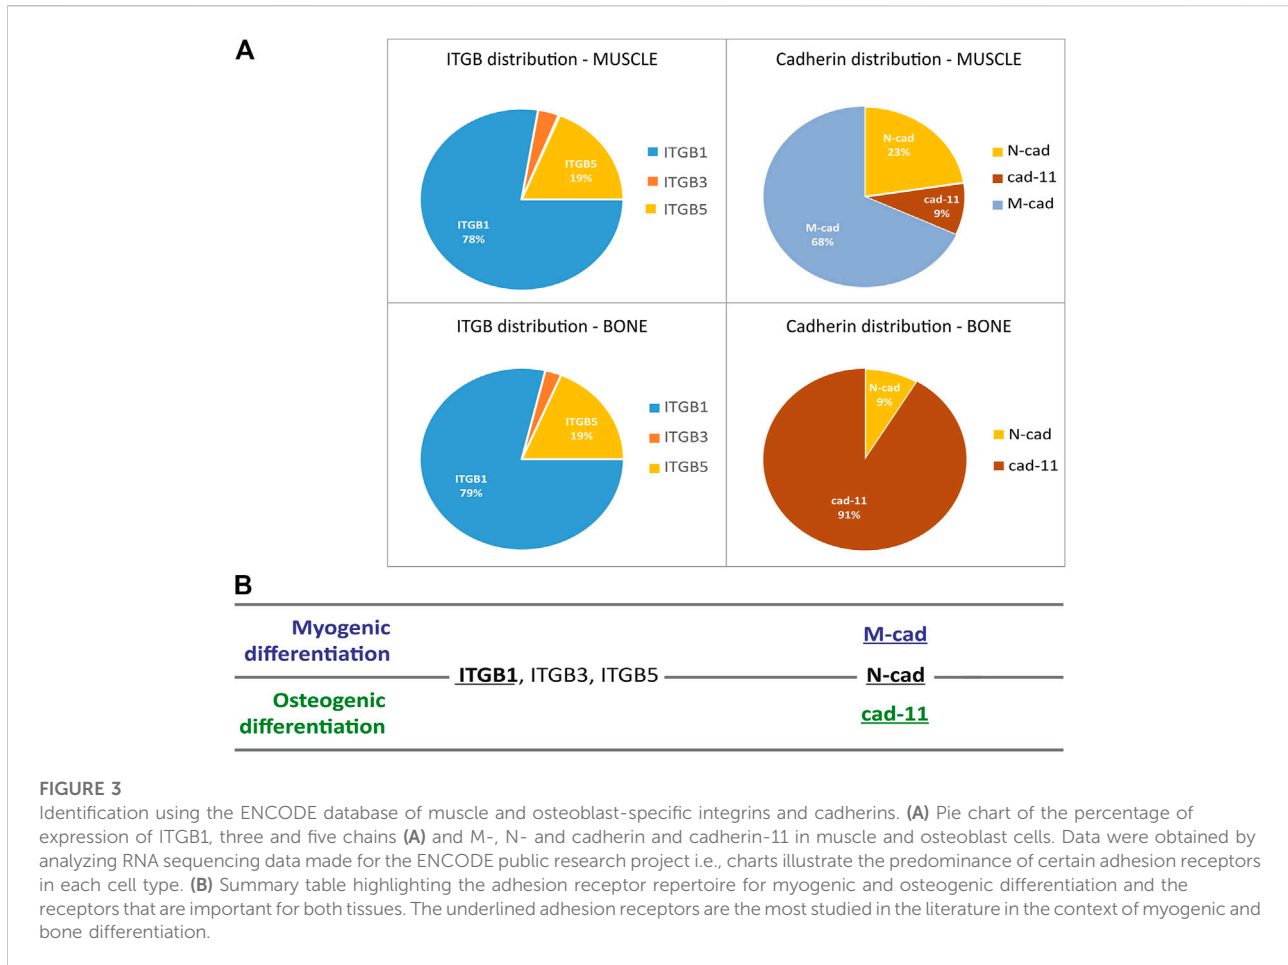 A
ITGB distribution - MUSCLE
ITGB5
19%
ITGB1
78%
ITGB1
ITGB3
ITGB5
Cadherin distribution - MUSCLE
N-cad
23%
cad-11
9%
M-cad
68%
N-cad
cad-11
M-cad
ITGB distribution - BONE
ITGB5
19%
ITGB1
79%
ITGB1
ITGB3
ITGB5
Cadherin distribution - BONE
N-cad
9%
cad-11
91%
N-cad
cad-11
B
Myogenic
differentiation
M-cad
ITGB1, ITGB3, ITGB5
N-cad
Osteogenic
differentiation
cad-11
FIGURE 3
Identification using the ENCODE database of muscle and osteoblast-specific integrins and cadherins. (A) Pie chart of the percentage of
expression of ITGB1, three and five chains (A) and M-, N- and cadherin and cadherin-11 in muscle and osteoblast cells. Data were obtained by
analyzing RNA sequencing data made for the ENCODE public research project i.e., charts illustrate the predominance of certain adhesion receptors
in each cell type. (B) Summary table highlighting the adhesion receptor repertoire for myogenic and osteogenic differentiation and the
receptors that are important for both tissues. The underlined adhesion receptors are the most studied in the literature in the context of myogenic and
bone differentiation.